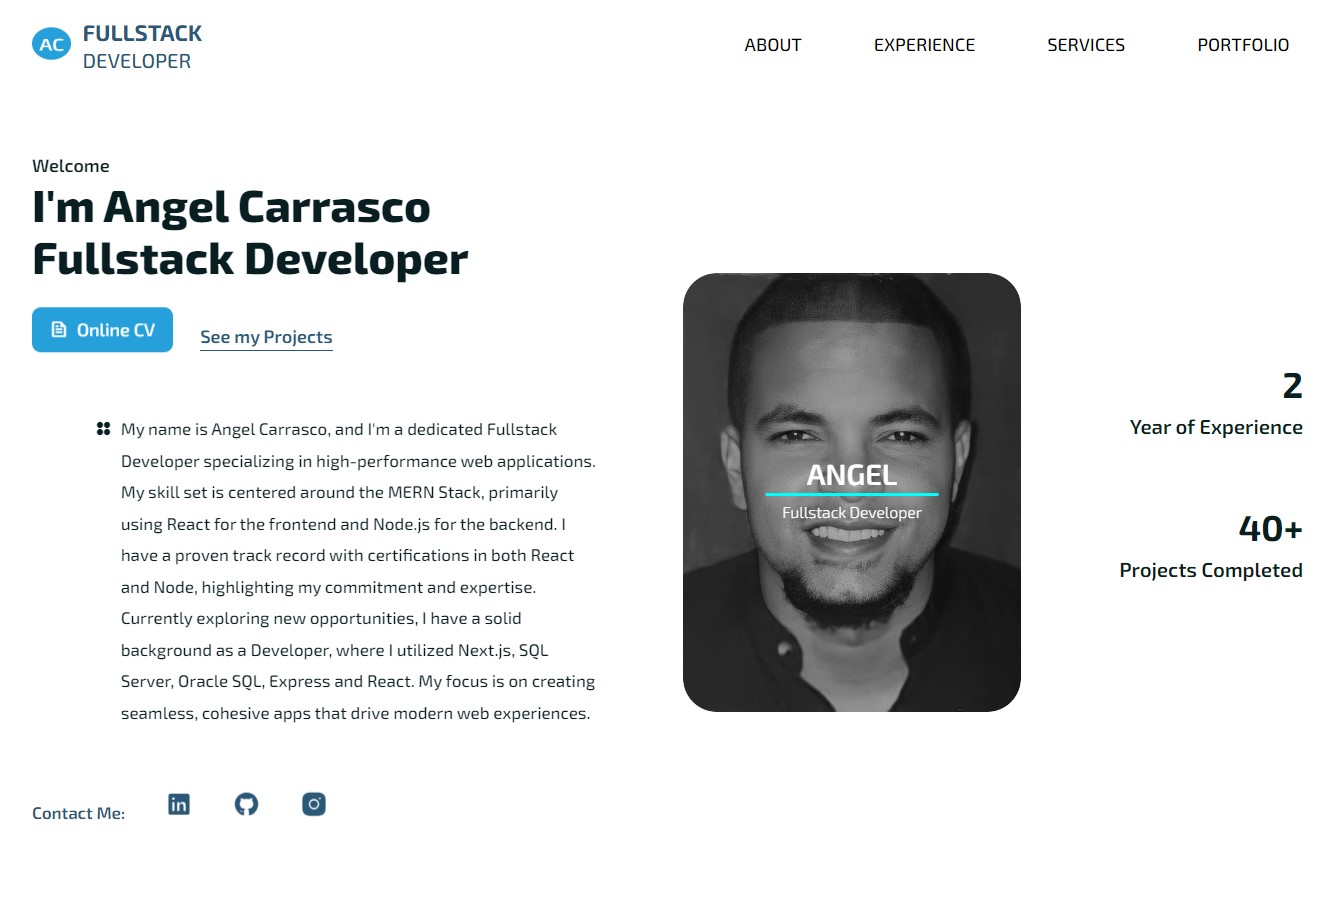 AC
FULLSTACK
DEVELOPER
ABOUT
EXPERIENCE
SERVICES
PORTFOLIO
Welcome
I'm Angel Carrasco
Fullstack Developer
Online CV
See my Projects
My name is Angel Carrasco, and I'm a dedicated Fullstack
Developer specializing in high-performance web applications.
My skill set is centered around the MERN Stack, primarily
using React for the frontend and Node.js for the backend. I
have a proven track record with certifications in both React
and Node, highlighting my commitment and expertise.
Currently exploring new opportunities, I have a solid
background as a Developer, where I utilized Next.js, SQL
Server, Oracle SQL, Express and React. My focus is on creating
seamless, cohesive apps that drive modern web experiences.
Contact Me:
in
ANGEL
Fullstack Developer
2
Year of Experience
40+
Projects Completed